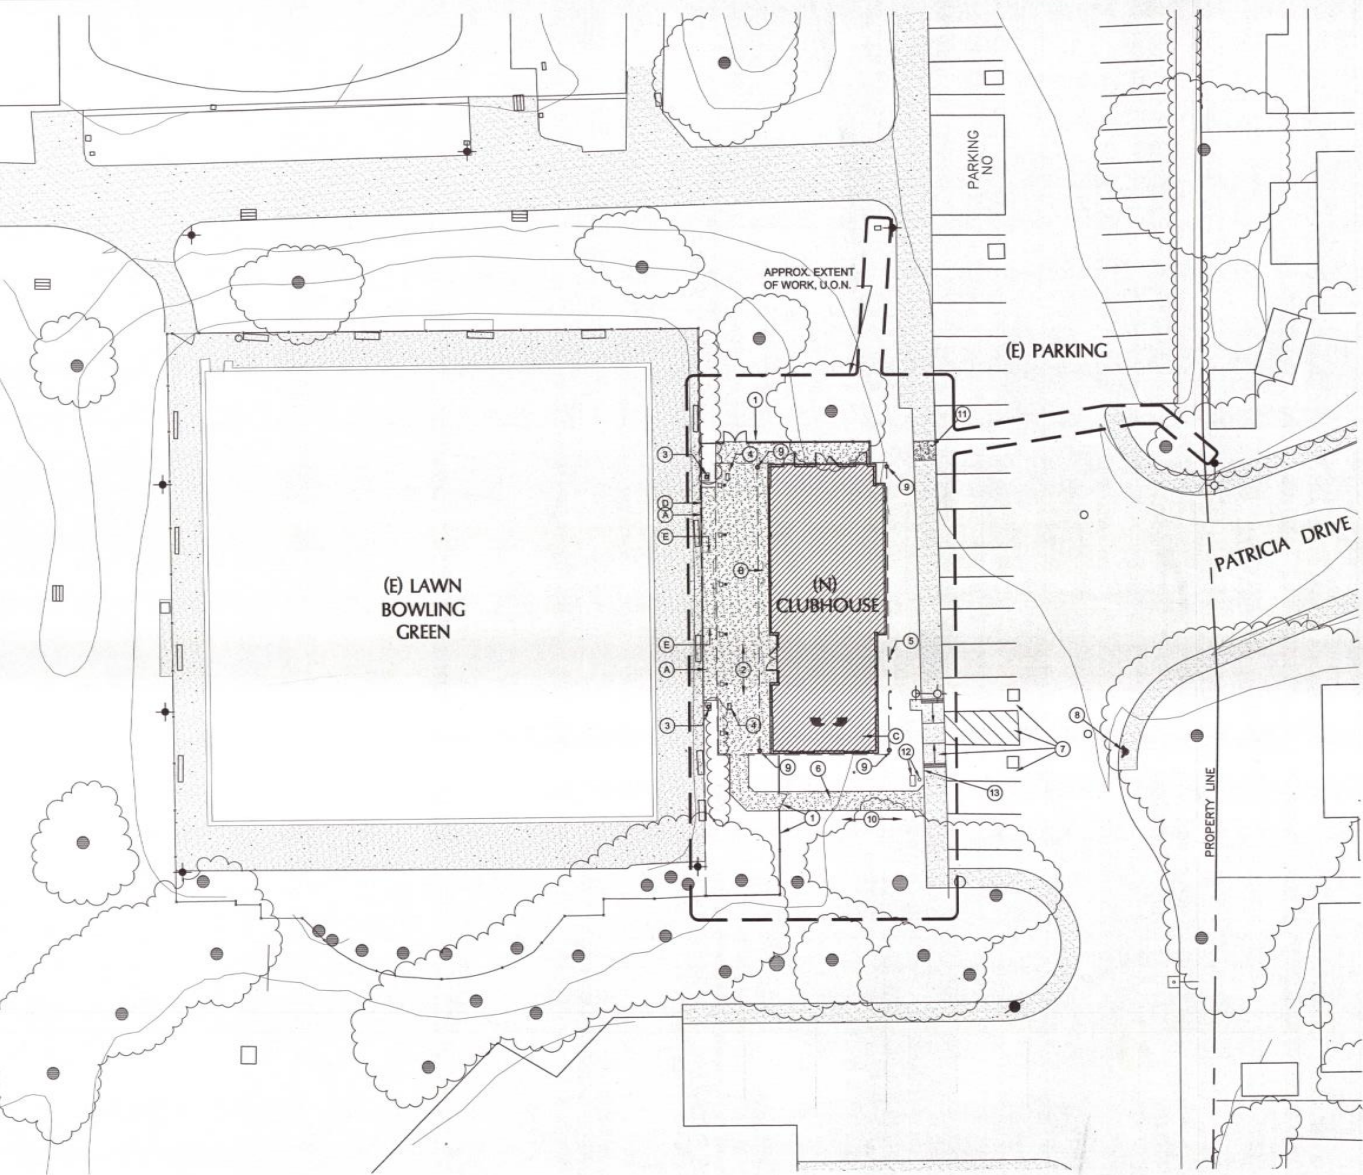 PARKING
NO
APPROX. EXTENT
OF WORK, U.O.N.
(E) PARKING
1
11
3
4
9
9
D
A
E
PATRICIA DRIVE
6
(N)
CLUBHOUSE
(E) LAWN
BOWLING
GREEN
E
5
A
2
3
4
C
8
7
12
9
6
9
13
1
10
PROPERTY LINE